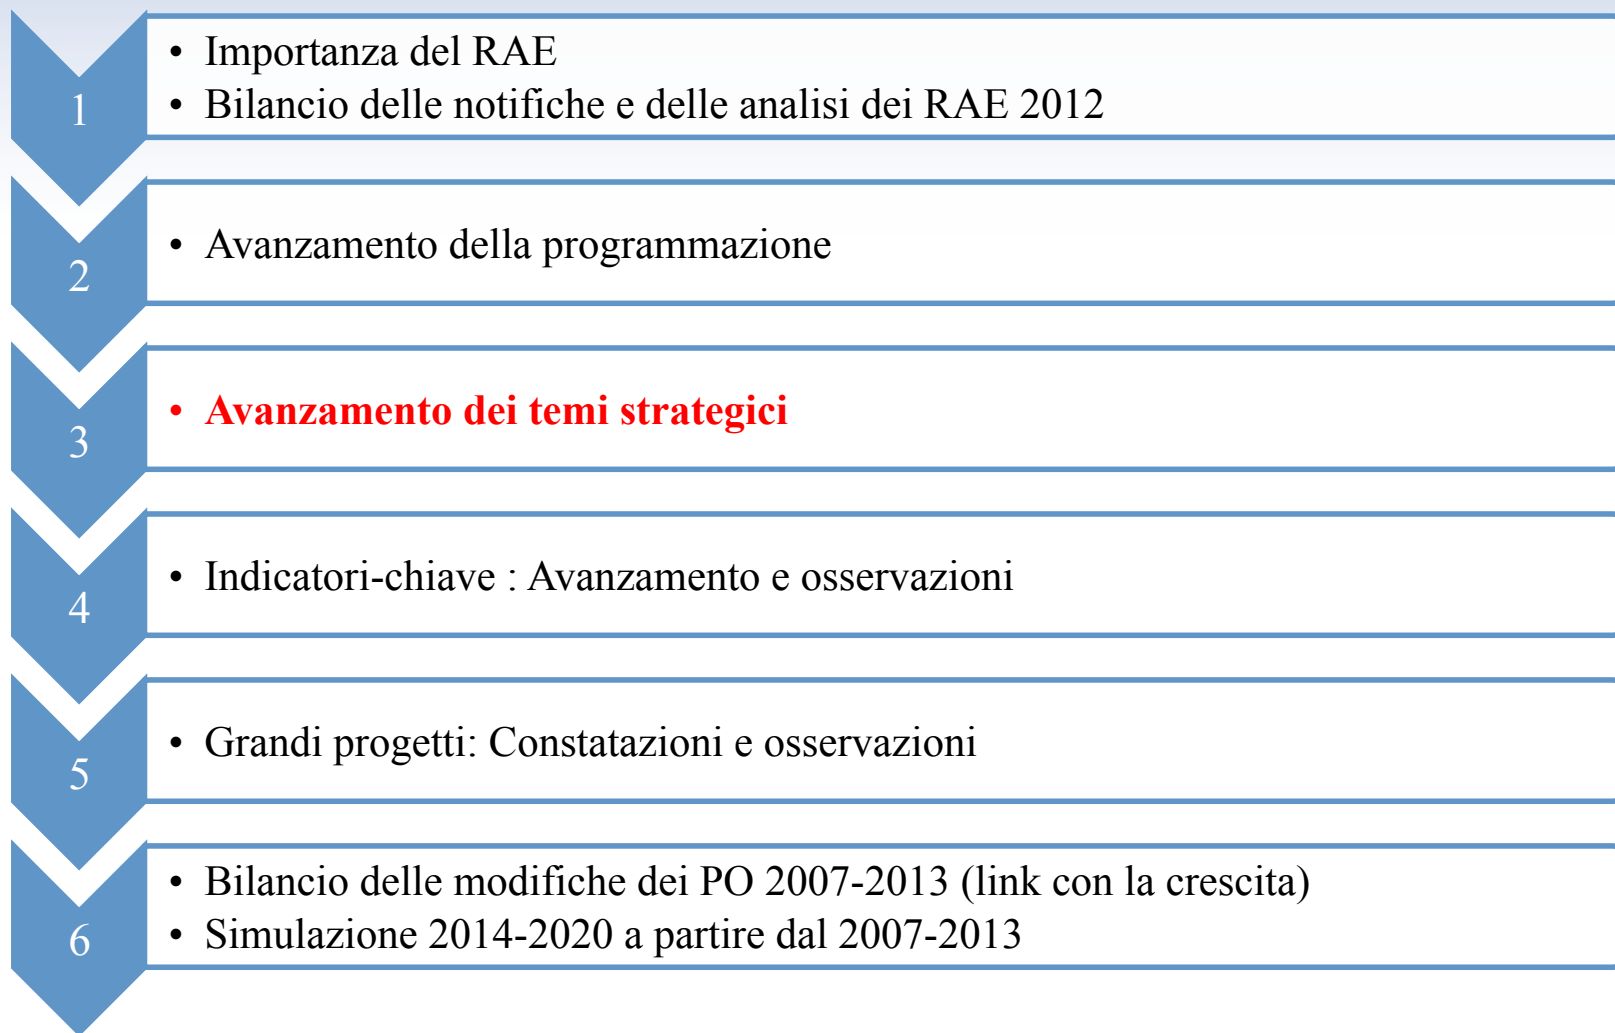 1
• Importanza del RAE
• Bilancio delle notifiche e delle analisi dei RAE 2012
2
• Avanzamento della programmazione
3
• Avanzamento dei temi strategici
4
• Indicatori-chiave : Avanzamento e osservazioni
5
• Grandi progetti: Constatazioni e osservazioni
6
• Bilancio delle modifiche dei PO 2007-2013 (link con la crescita)
• Simulazione 2014-2020 a partire dal 2007-2013